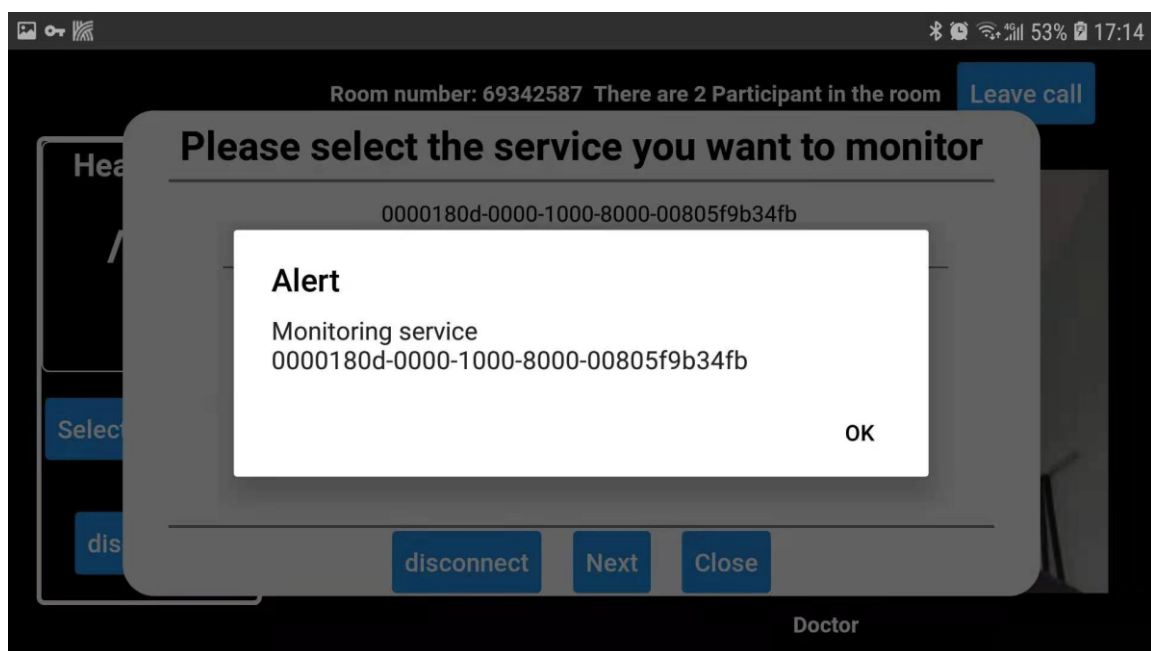 4G 53% 17:14
Room number: 69342587 There are 2 Participant in the room
Leave call
Please select the service you want to monitor
Hea
0000180d-0000-1000-8000-00805f9b34fb
Alert
Monitoring service
0000180d-0000-1000-8000-00805f9b34fb
OK
Selec
dis
disconnect
Next
Close
Doctor